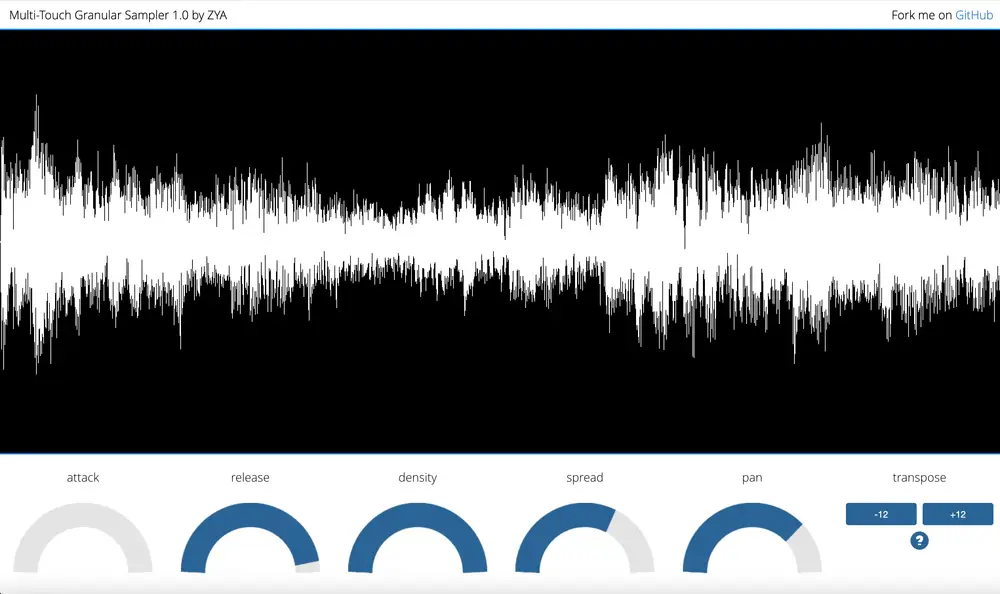 Multi-Touch Granular Sampler 1.0 by ZYA
Fork me on GitHub
attack
release
density
spread
pan
transpose
-12
+12
?